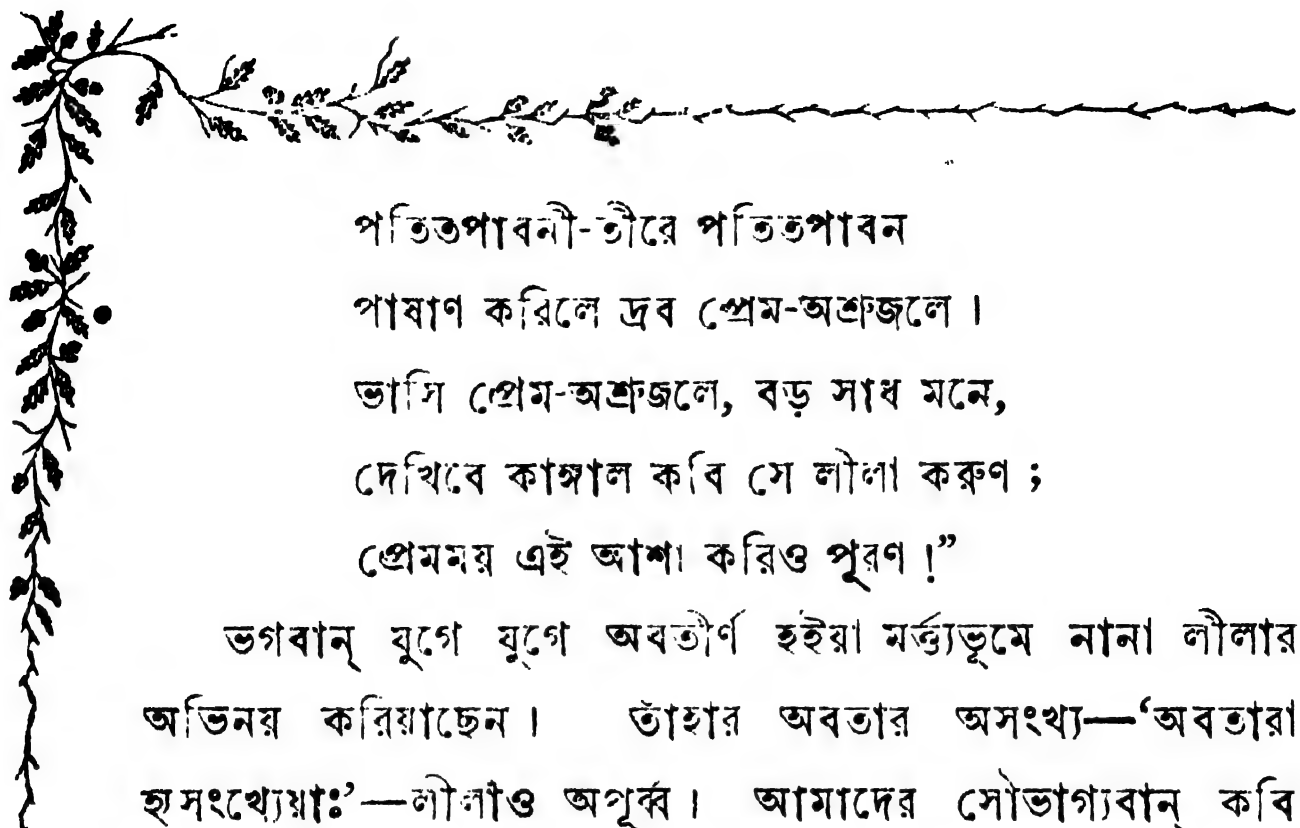 পতিতপাবনী-তীরে পতিতপাবন
পাষাণ করিলে দ্রব প্রেম-অশ্রুজলে ।
ভাসি প্রেম-অশ্রুজলে, বড় সাধ মনে,
দেখিবে কাঙ্গাল কবি সে লীলা করুণ ;
প্রেমময় এই আশা করিও পূরণ !”
ভগবান্ যুগে যুগে অবতীর্ণ হইয়া মর্ত্ত্যভূমে নানা লীলার
অভিনয় করিয়াছেন । তাঁহার অবতার অসংখ্য—‘অবতারা
হ্যসংখ্যেয়াঃ’—লীলাও অপূর্ব্ব । আমাদের সৌভাগ্যবান্ কবি